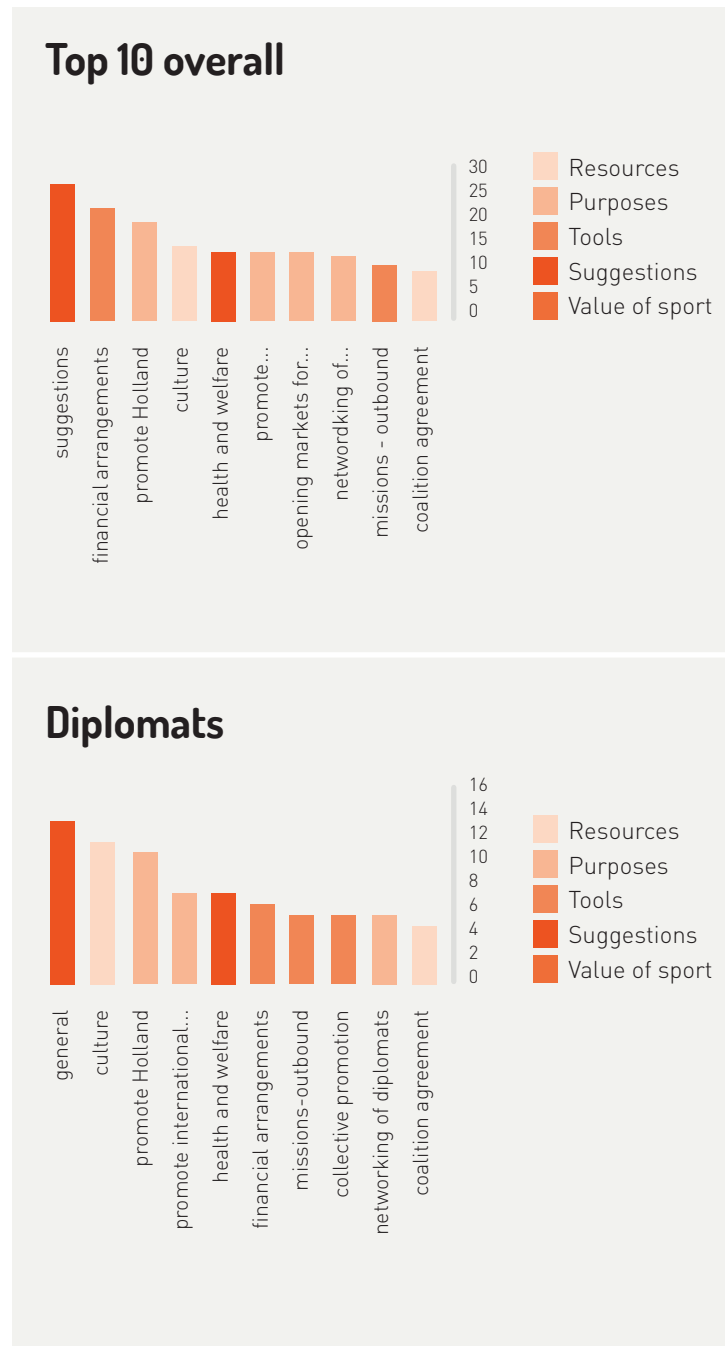 Top 10 overall
30
25
20
15
10
5
0
Resources
Purposes
Tools
Suggestions
Value of sport
suggestions
financial arrangements
promote Holland
culture
health and welfare
promote...
opening markets for...
networdking of...
missions - outbound
coalition agreement
Diplomats
16
14
12
10
8
6
4
2
0
Resources
Purposes
Tools
Suggestions
Value of sport
general
culture
promote Holland
promote international...
health and welfare
financial arrangements
missions-outbound
collective promotion
networking of diplomats
coalition agreement